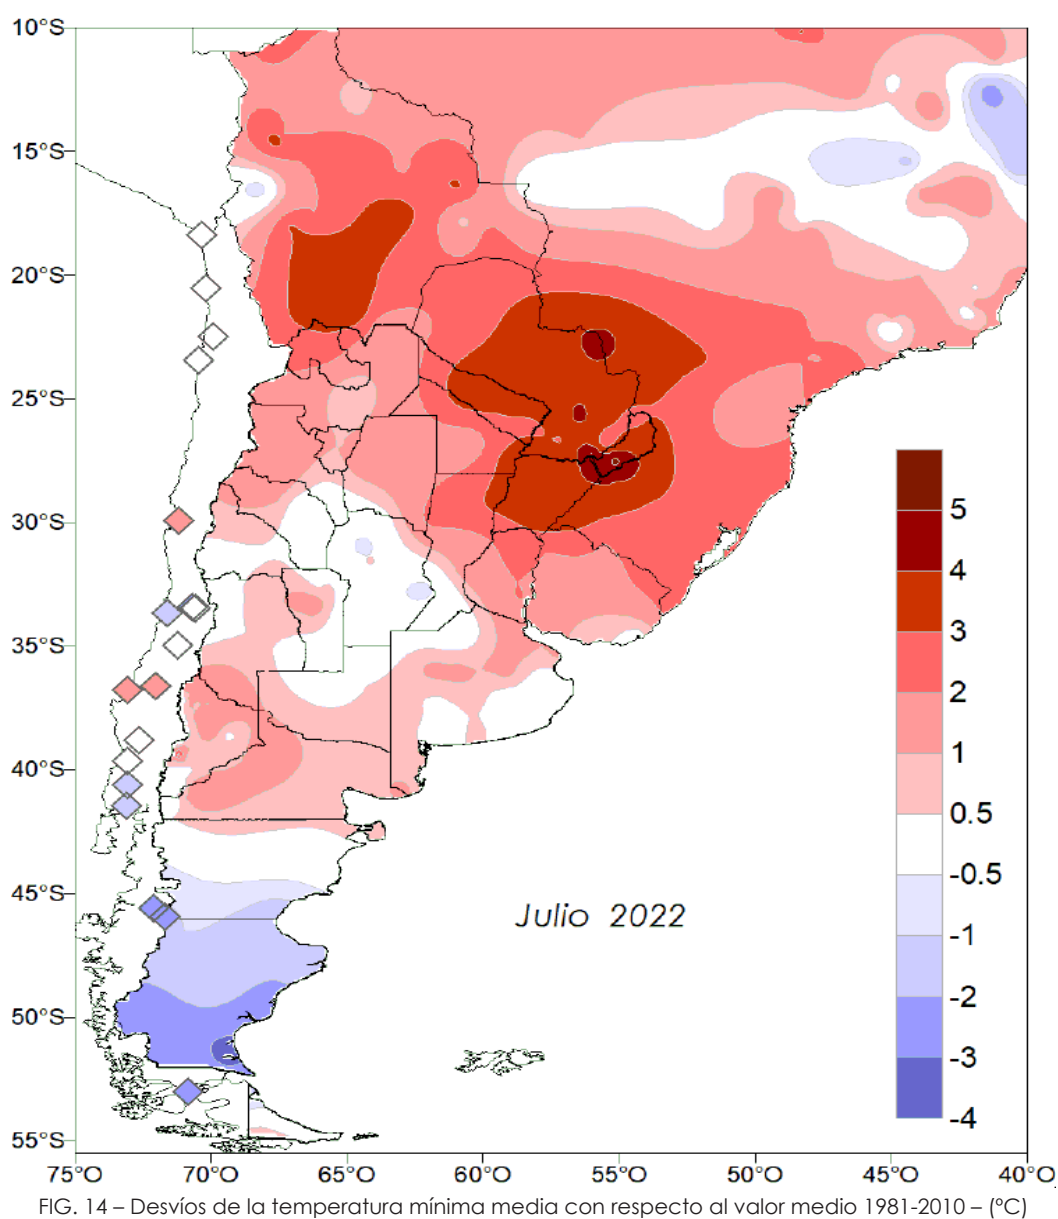 10°S
15°S
20°S
25°S
30°S
35°S
40°S
45°S
50°S
55°S
Julio 2022
5
4
3
2
1
0.5
-0.5
-1
-2
-3
-4
75°O 70°O 65°O 60°O 55°O 50°O 45°O 40°O
FIG. 14 – Desvíos de la temperatura mínima media con respecto al valor medio 1981-2010 – (ºC)